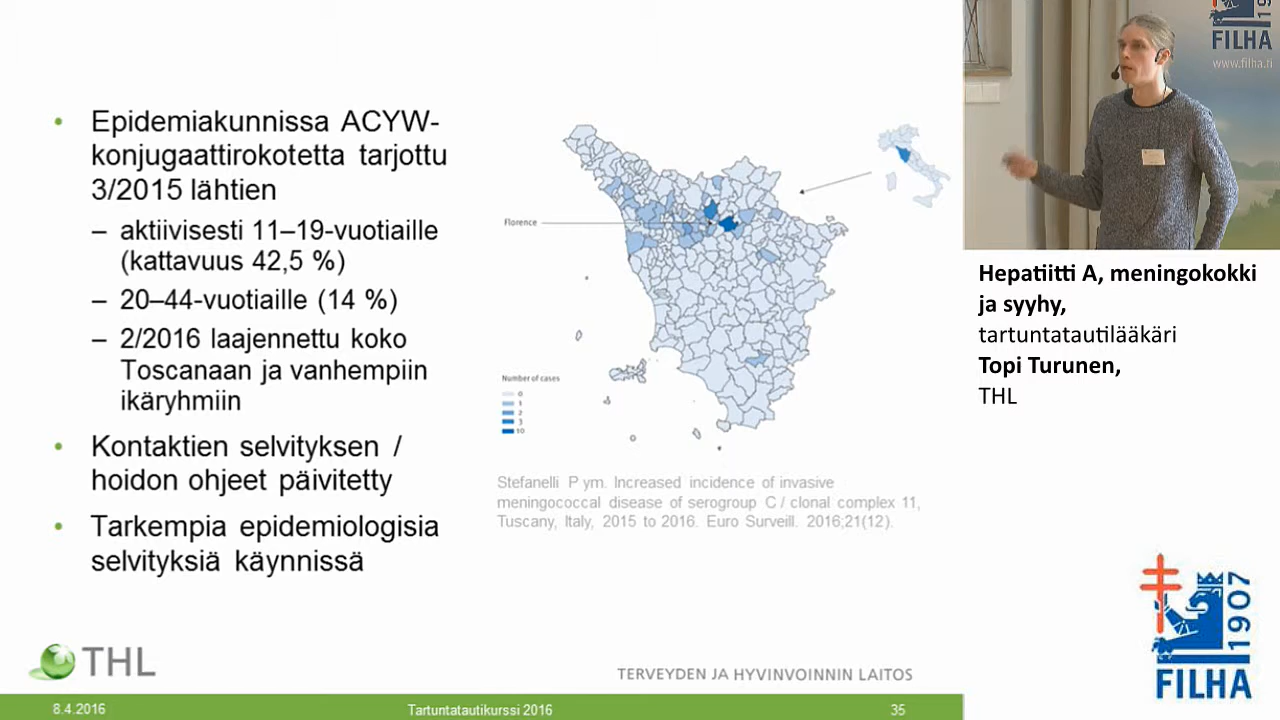 • Epidemiakunnissa ACYW-
konjugaattirokotetta tarjottu
3/2015 lähtien
– aktiivisesti 11–19-vuotiaille
(kattavuus 42,5 %)
– 20–44-vuotiaille (14 %)
– 2/2016 laajennettu koko
Toscanaan ja vanhempiin
ikäryhmiin
• Kontaktien selvityksen /
hoidon ohjeet päivitetty
• Tarkempia epidemiologisia
selvityksiä käynnissä
Florence
Number of cases
0
1
2
3
10
Stefanelli P ym. Increased incidence of invasive
meningococcal disease of serogroup C / clonal complex 11,
Tuscany, Italy, 2015 to 2016. Euro Surveill. 2016;21(12).
THL
TERVEYDEN JA HYVINVOINNIN LAITOS
8.4.2016
Tartuntatautikurssi 2016
35
FILHA
www.filha.fi
Hepatiitti A, meningokokki
ja syyhy,
tartuntatautilääkäri
Topi Turunen,
THL
1907
FILHA